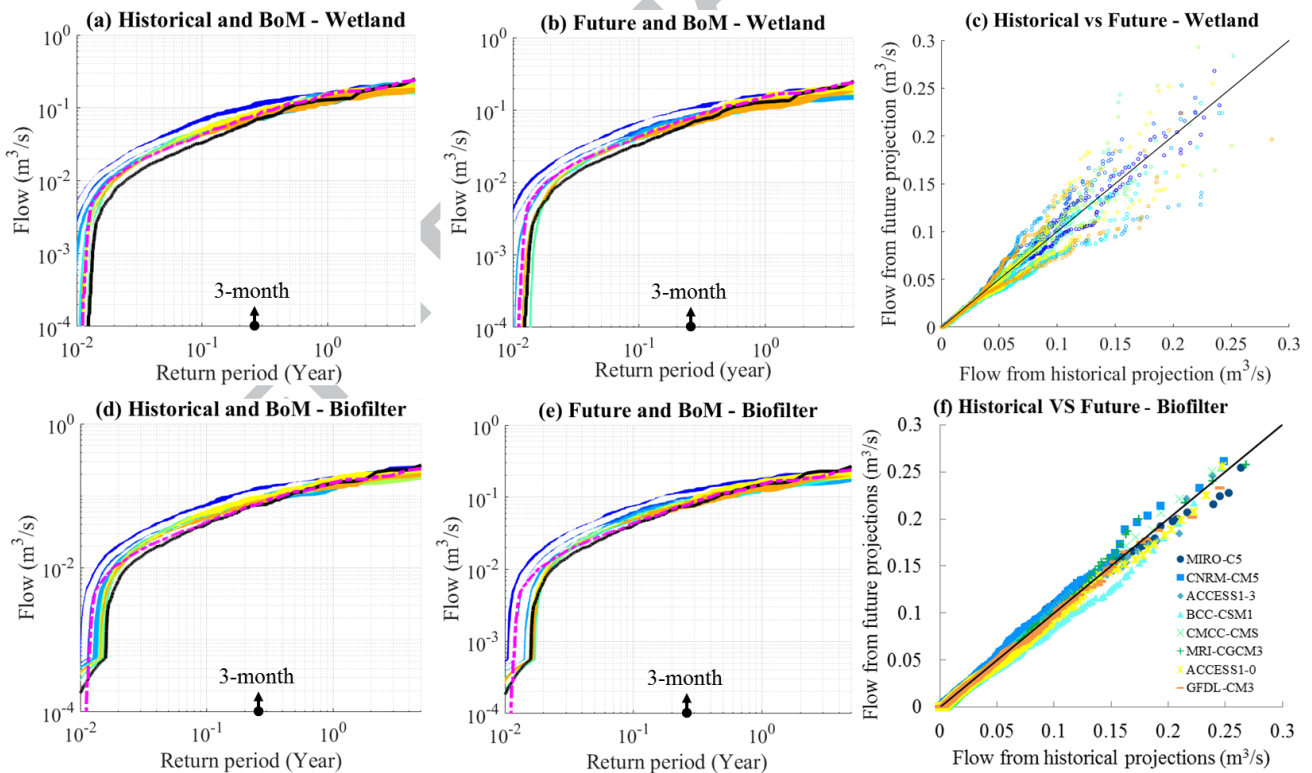 (a) Historical and BoM - Wetland
10^0
10^-1
10^-2
10^-3
10^-4
Flow (m^3/s)
3-month
10^-2
10^-1
10^0
Return period (Year)
(b) Future and BoM - Wetland
10^0
10^-1
10^-2
10^-3
10^-4
Flow (m^3/s)
3-month
10^-2
10^-1
10^0
Return period (year)
(c) Historical vs Future - Wetland
0.3
0.25
0.2
0.15
0.1
0.05
0
Flow from future projection (m^3/s)
0
0.05
0.1
0.15
0.2
0.25
0.3
Flow from historical projection (m^3/s)
(d) Historical and BoM - Biofilter
10^0
10^-1
10^-2
10^-3
10^-4
Flow (m^3/s)
3-month
10^-2
10^-1
10^0
Return period (Year)
(e) Future and BoM - Biofilter
10^0
10^-1
10^-2
10^-3
10^-4
Flow (m^3/s)
3-month
10^-2
10^-1
10^0
Return period (Year)
(f) Historical VS Future - Biofilter
0.3
0.25
0.2
0.15
0.1
0.05
0
Flow from future projections (m^3/s)
MIRO-C5
CNRM-CM5
ACCESS1-3
BCC-CSM1
CMCC-CMS
MRI-CGCM3
ACCESS1-0
GFDL-CM3
0
0.05
0.1
0.15
0.2
0.25
0.3
Flow from historical projections (m^3/s)